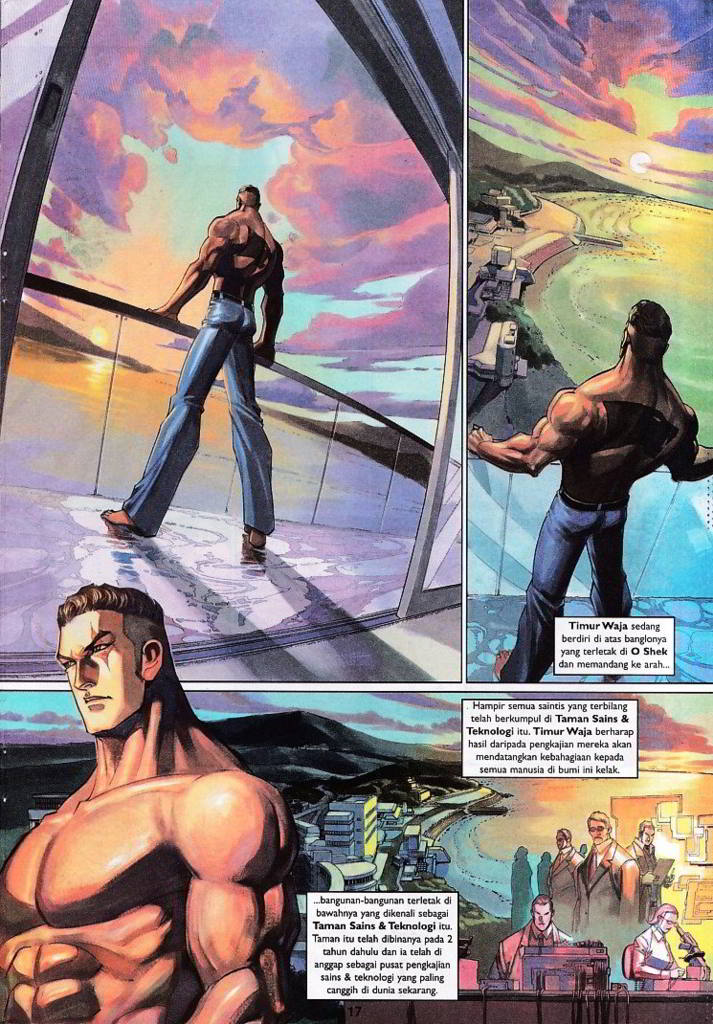 Timur Waja sedang
berdiri di atas banglonya
yang terletak di O Shek
dan memandang ke arah...
...bangunan-bangunan terletak di
bawahnya yang dikenali sebagai
Taman Sains & Teknologi itu.
Taman itu telah dibinanya pada 2
tahun dahulu dan ia telah di
anggap sebagai pusat pengkajian
sains & teknologi yang paling
canggih di dunia sekarang.
. Hampir semua saintis yang terbilang
telah berkumpul di Taman Sains &
Teknologi itu. Timur Waja berharap
hasil daripada pengkajian mereka akan
mendatangkan kebahagiaan kepada
semua manusia di bumi ini kelak.
17